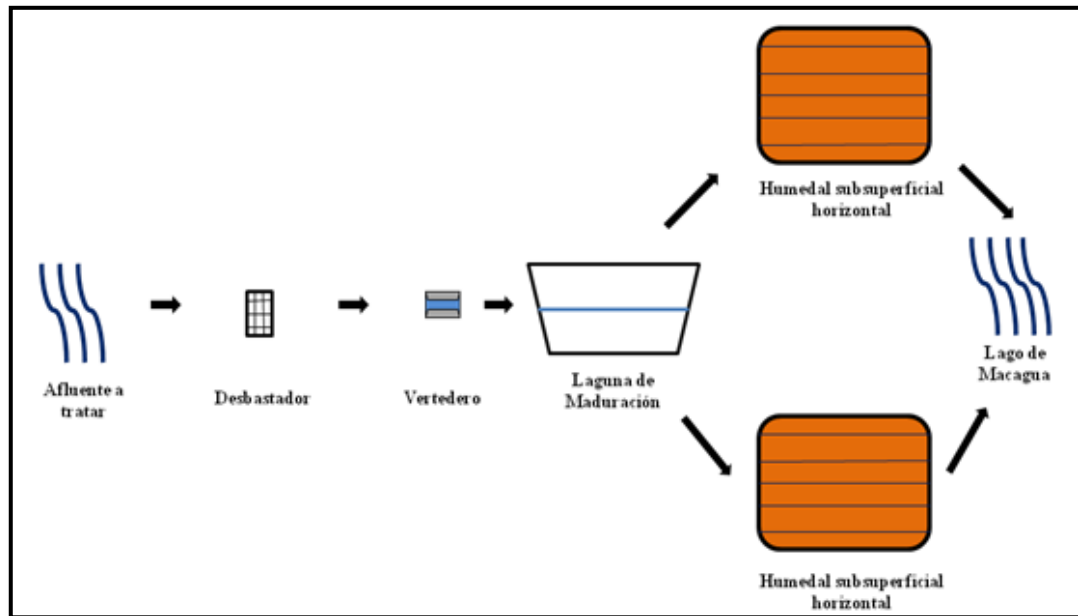 Afluente a
tratar
Desbastador
Vertedero
Laguna de
Maduración
Humedal subsuperficial
horizontal
Humedal subsuperficial
horizontal
Lago de
Macagua